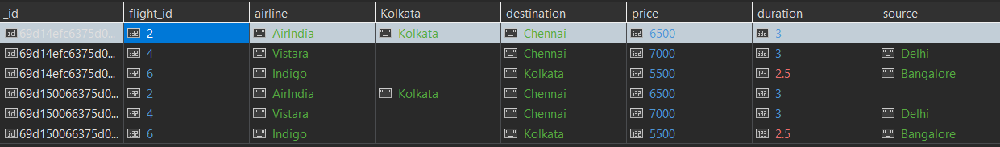 _id flight_id airline Kolkata destination price duration source
69d14efc6375d0... 2 AirIndia Kolkata Chennai 6500 3
69d14efc6375d0... 4 Vistara Chennai 7000 3 Delhi
69d14efc6375d0... 6 Indigo Kolkata 5500 2.5 Bangalore
69d150066375d0... 2 AirIndia Kolkata Chennai 6500 3
69d150066375d0... 4 Vistara Chennai 7000 3 Delhi
69d150066375d0... 6 Indigo Kolkata 5500 2.5 Bangalore